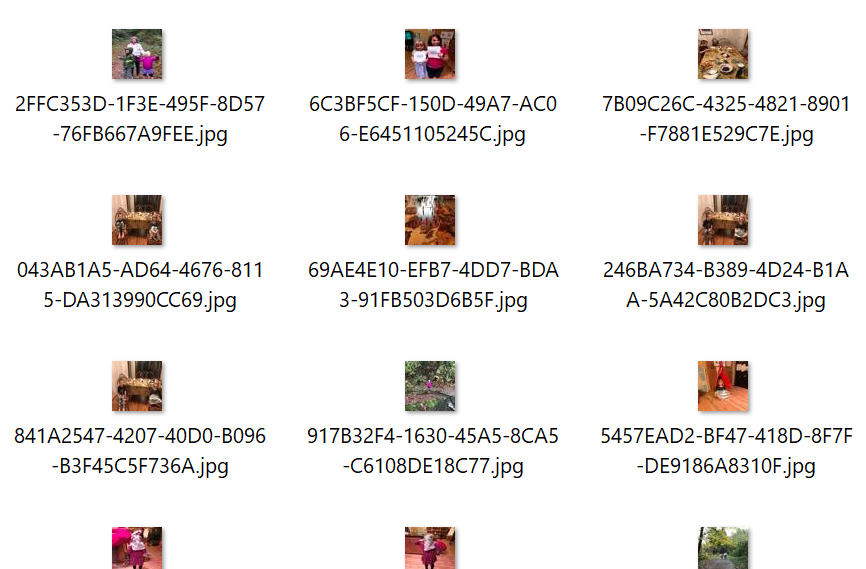 2FFC353D-1F3E-495F-8D57
-76FB667A9FEE.jpg
6C3BF5CF-150D-49A7-AC0
6-E6451105245C.jpg
7B09C26C-4325-4821-8901
-F7881E529C7E.jpg
043AB1A5-AD64-4676-811
5-DA313990CC69.jpg
69AE4E10-EFB7-4DD7-BDA
3-91FB503D6B5F.jpg
246BA734-B389-4D24-B1A
A-5A42C80B2DC3.jpg
841A2547-4207-40D0-B096
-B3F45C5F736A.jpg
917B32F4-1630-45A5-8CA5
-C6108DE18C77.jpg
5457EAD2-BF47-418D-8F7F
-DE9186A8310F.jpg